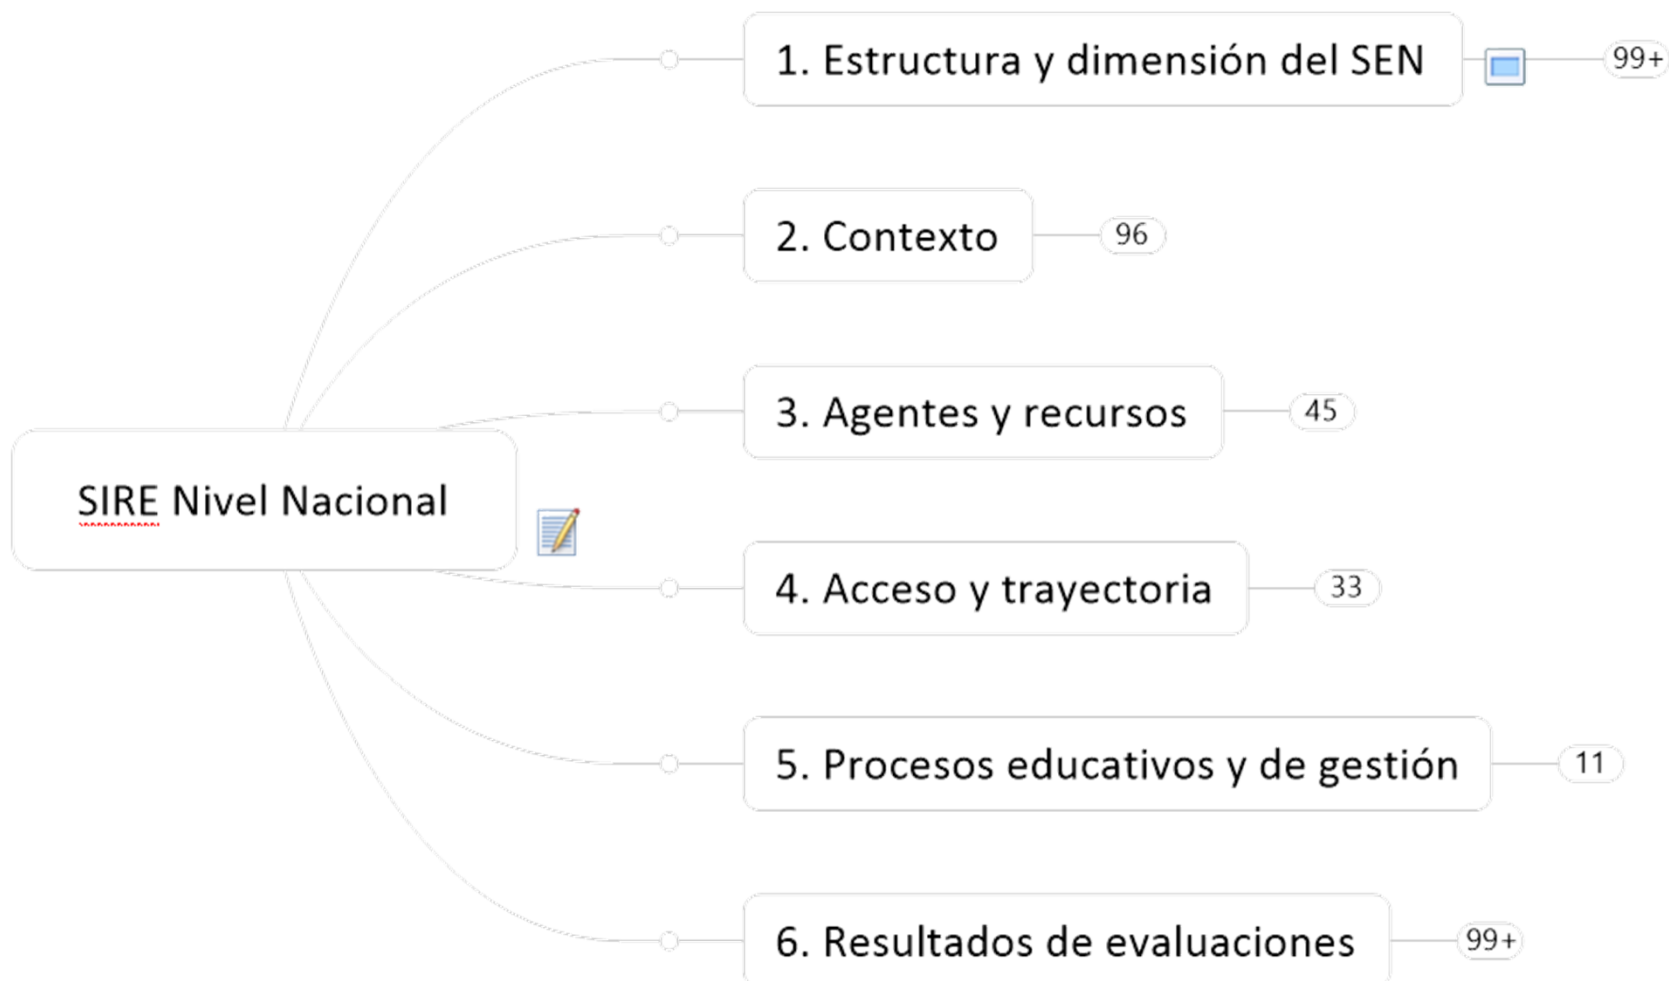 1. Estructura y dimensión del SEN
99+
2. Contexto
96
3. Agentes y recursos
45
SIRE Nivel Nacional
4. Acceso y trayectoria
33
5. Procesos educativos y de gestión
11
6. Resultados de evaluaciones
99+